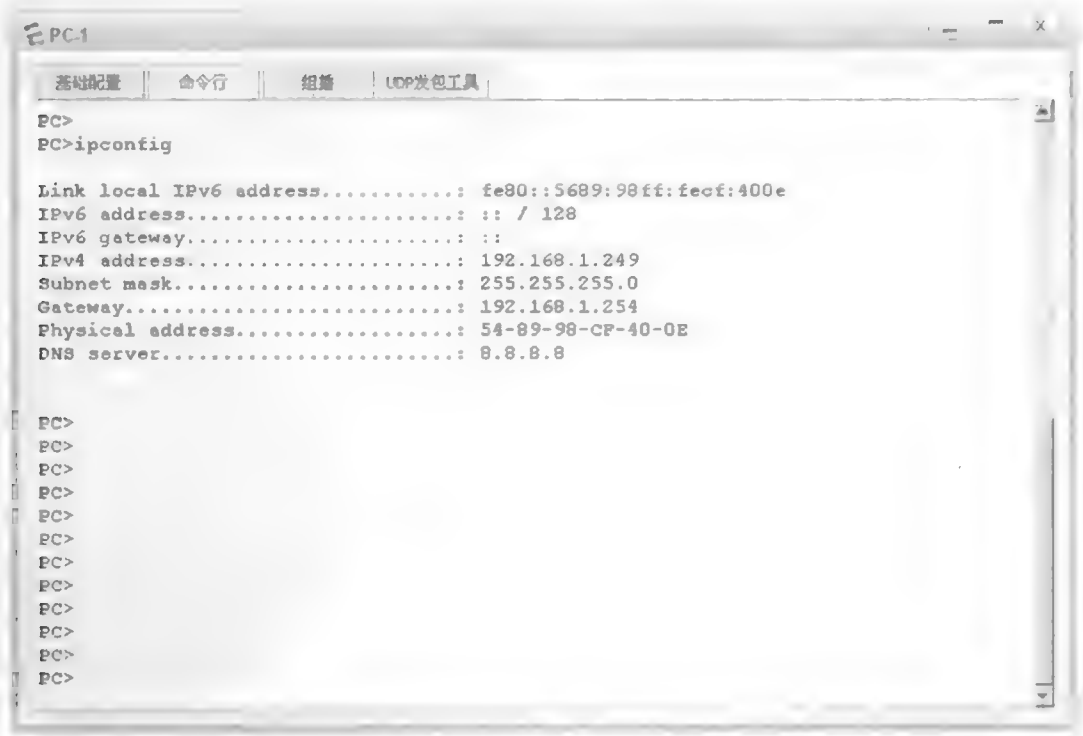 PC-1
基础配置 命令行 组播 UDP发包工具
PC>
PC>ipconfig
Link local IPv6 address...........: fe80::5689:98ff:fecf:400e
IPv6 address......................: :: / 128
IPv6 gateway......................: ::
IPv4 address......................: 192.168.1.249
Subnet mask.......................: 255.255.255.0
Gateway...........................: 192.168.1.254
Physical address..................: 54-89-98-CF-40-0E
DNS server........................: 8.8.8.8
PC>
PC>
PC>
PC>
PC>
PC>
PC>
PC>
PC>
PC>
PC>
PC>